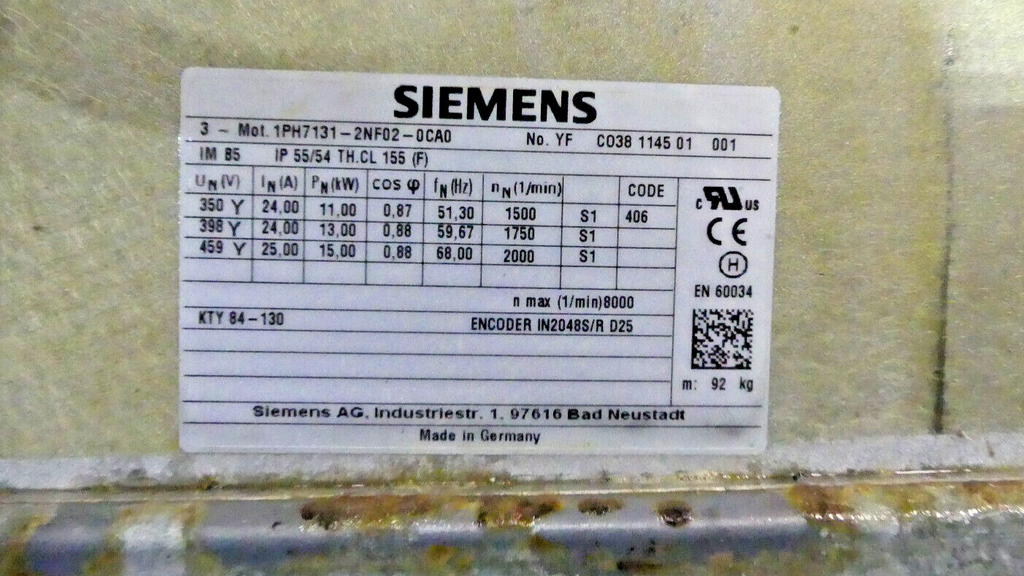 SIEMENS
3 ~ Mot. 1PH7131-2NF02-0CA0 No. YF C038 1145 01 001
IM B5 IP 55/54 TH.CL 155 (F)
UN (V) IN (A) PN (kW) cos φ fN (Hz) nN (1/min) CODE
350 Y 24,00 11,00 0,87 51,30 1500 S1 406
398 Y 24,00 13,00 0,88 59,67 1750 S1
459 Y 25,00 15,00 0,88 68,00 2000 S1
c RU us
CE
H
EN 60034
n max (1/min)8000
KTY 84-130 ENCODER IN2048S/R D25
m: 92 kg
Siemens AG, Industriestr. 1, 97616 Bad Neustadt
Made in Germany